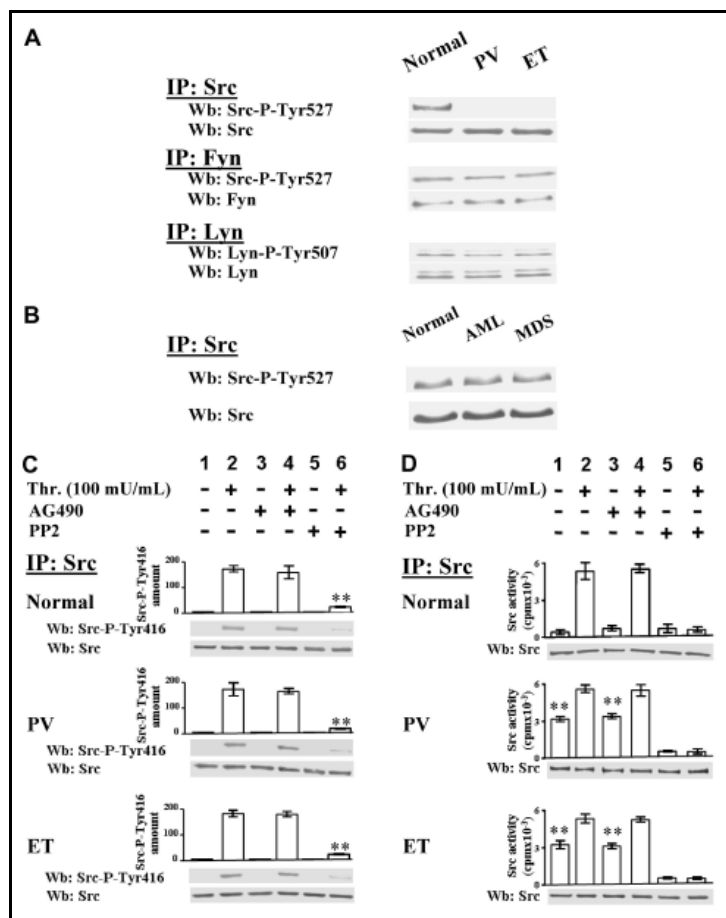 A
Normal PV ET
IP: Src
Wb: Src-P-Tyr527
Wb: Src
IP: Fyn
Wb: Src-P-Tyr527
Wb: Fyn
IP: Lyn
Wb: Lyn-P-Tyr507
Wb: Lyn
B
Normal AML MDS
IP: Src
Wb: Src-P-Tyr527
Wb: Src
C
1 2 3 4 5 6
Thr. (100 mU/mL) - + - + - +
AG490 - - + + - -
PP2 - - - - + +
IP: Src
Normal
Src-P-Tyr416
amount
200
100
0
**
Wb: Src-P-Tyr416
Wb: Src
PV
Src-P-Tyr416
amount
200
100
0
**
Wb: Src-P-Tyr416
Wb: Src
ET
Src-P-Tyr416
amount
200
100
0
**
Wb: Src-P-Tyr416
Wb: Src
D
1 2 3 4 5 6
Thr. (100 mU/mL) - + - + - +
AG490 - - + + - -
PP2 - - - - + +
IP: Src
Normal
Src activity
(cpmx10⁻³)
6
3
0
Wb: Src
PV
Src activity
(cpmx10⁻³)
6
3
0
** **
Wb: Src
ET
Src activity
(cpmx10⁻³)
6
3
0
** **
Wb: Src